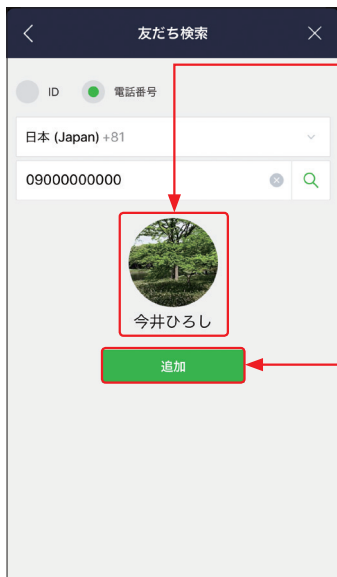 友だち検索
ID 電話番号
日本 (Japan) +81
09000000000
今井ひろし
追加